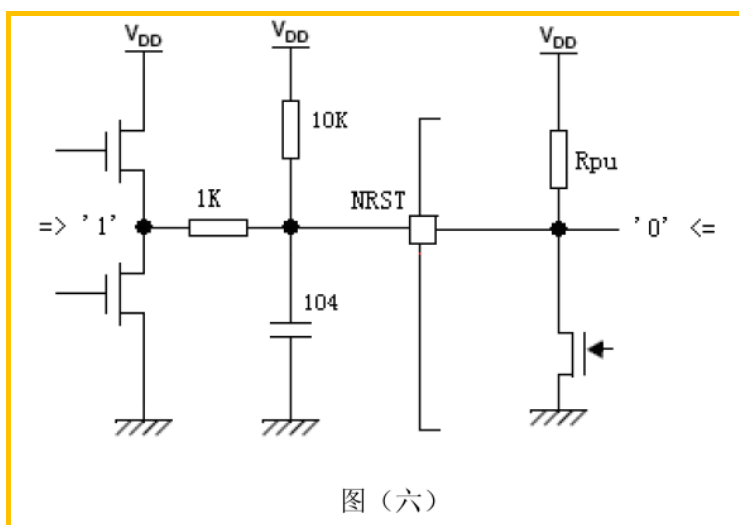 VDD
VDD
VDD
10K
Rpu
1K
NRST
=> '1'
'0' <=
104
图（六）